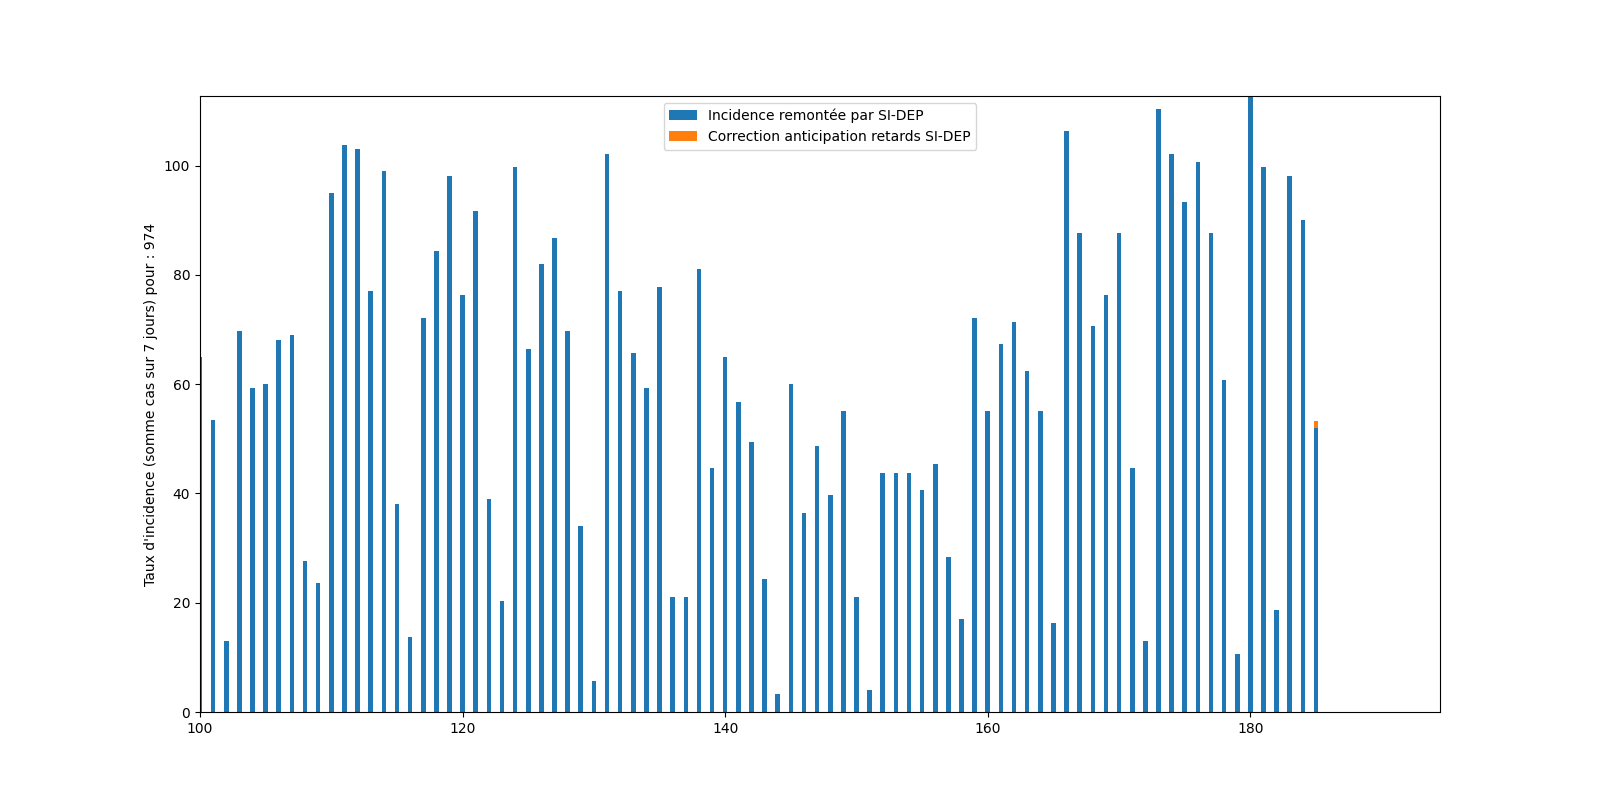 Incidence remontée par SI-DEP
Correction anticipation retards SI-DEP
Taux d'incidence (somme cas sur 7 jours) pour : 974
100
80
60
40
20
0
100 120 140 160 180